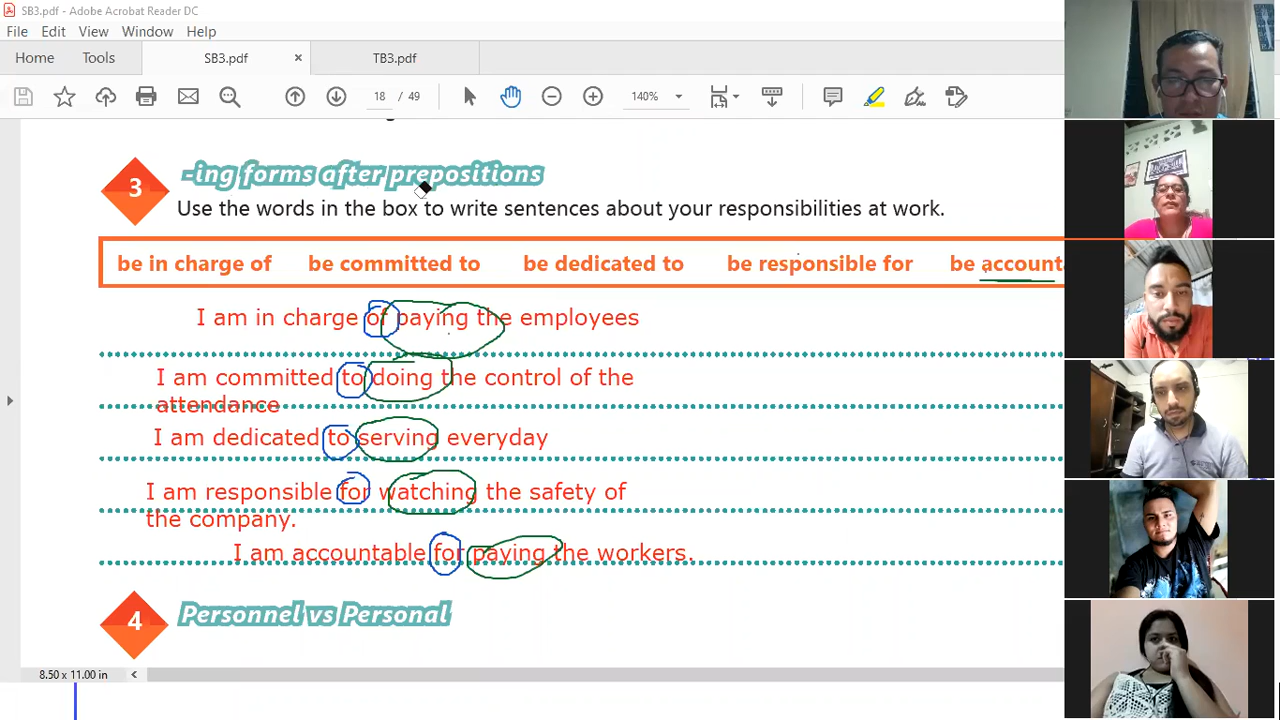 SB3.pdf - Adobe Acrobat Reader DC
File Edit View Window Help
Home Tools SB3.pdf × TB3.pdf
18 / 49 140%
3 -ing forms after prepositions
Use the words in the box to write sentences about your responsibilities at work.
be in charge of be committed to be dedicated to be responsible for be account
I am in charge of paying the employees
I am committed to doing the control of the
attendance
I am dedicated to serving everyday
I am responsible for watching the safety of
the company.
I am accountable for paying the workers.
4 Personnel vs Personal
8.50 x 11.00 in